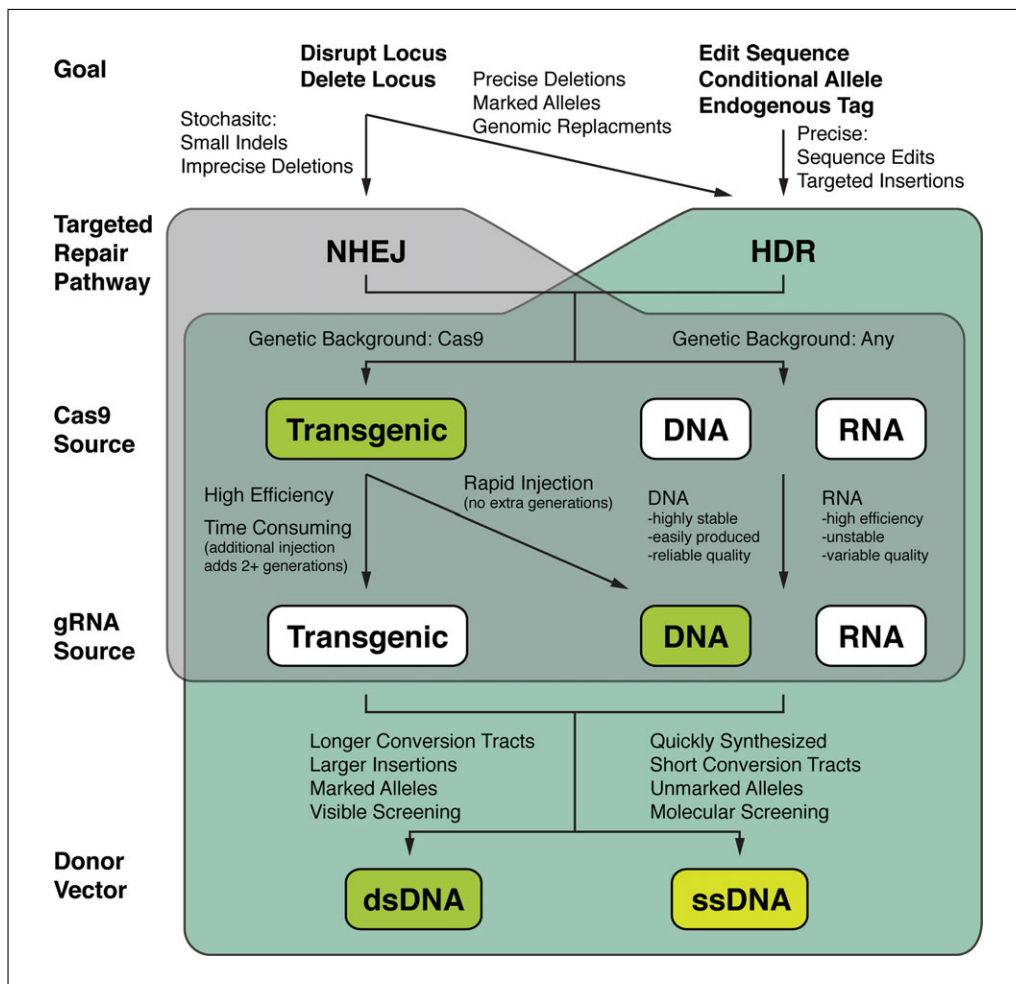 Goal
Disrupt Locus
Delete Locus
Edit Sequence
Conditional Allele
Endogenous Tag
Stochasitc:
Small Indels
Imprecise Deletions
Precise Deletions
Marked Alleles
Genomic Replacments
Precise:
Sequence Edits
Targeted Insertions
Targeted
Repair
Pathway
NHEJ
HDR
Genetic Background: Cas9
Genetic Background: Any
Cas9
Source
Transgenic
DNA
RNA
High Efficiency
Time Consuming
(additional injection
adds 2+ generations)
Rapid Injection
(no extra generations)
DNA
-highly stable
-easily produced
-reliable quality
RNA
-high efficiency
-unstable
-variable quality
gRNA
Source
Transgenic
DNA
RNA
Longer Conversion Tracts
Larger Insertions
Marked Alleles
Visible Screening
Quickly Synthesized
Short Conversion Tracts
Unmarked Alleles
Molecular Screening
Donor
Vector
dsDNA
ssDNA